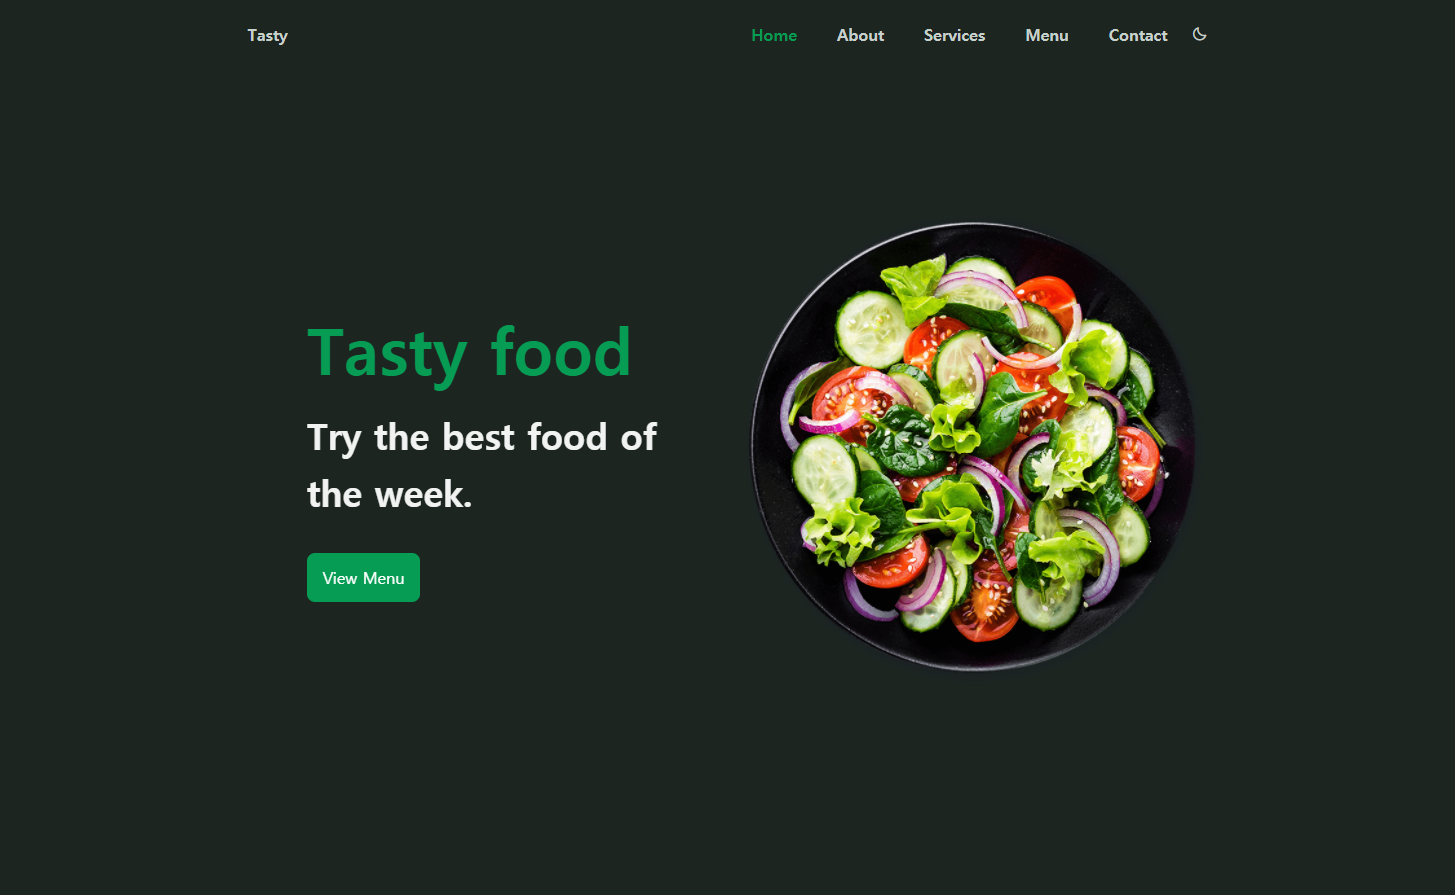 Tasty
Home About Services Menu Contact
Tasty food
Try the best food of
the week.
View Menu